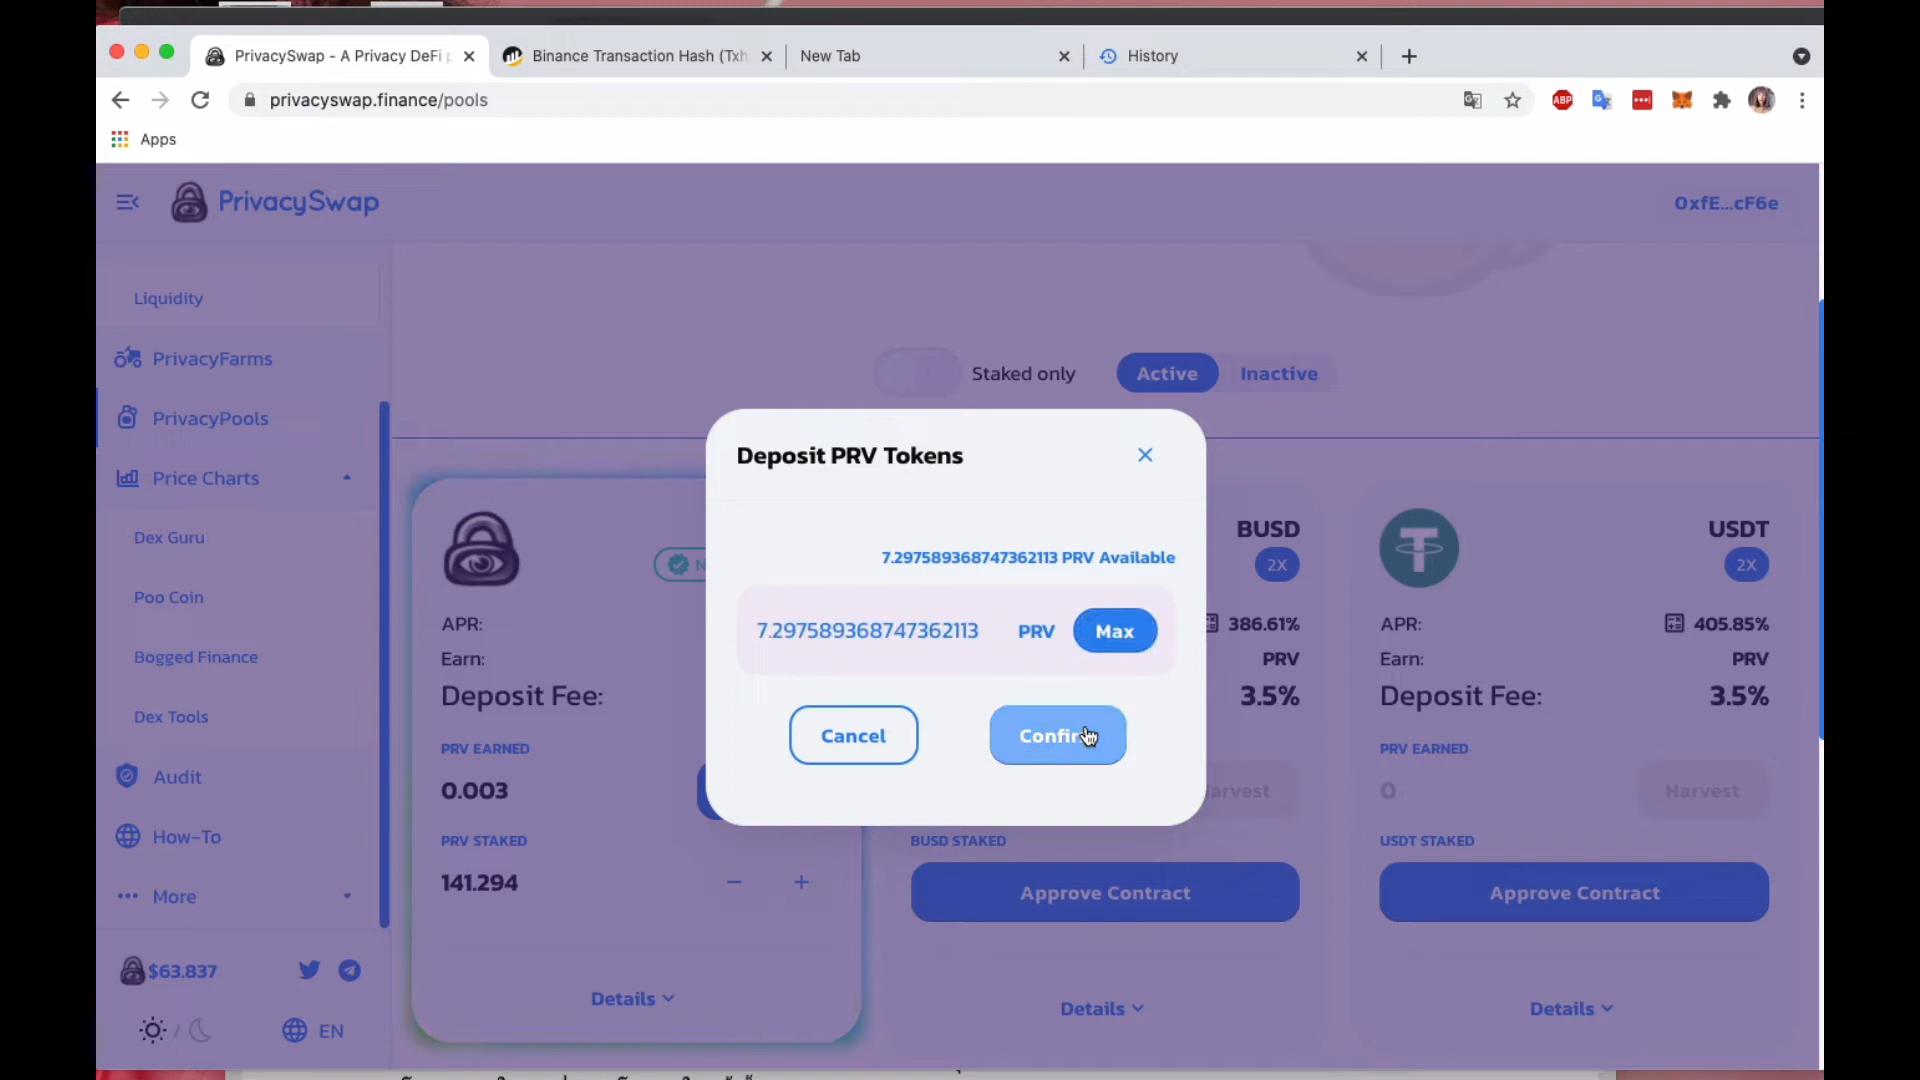 PrivacySwap - A Privacy DeFi p
Binance Transaction Hash (Txh
New Tab
History
privacyswap.finance/pools
ABP
Apps
PrivacySwap
0xfE...cF6e
Liquidity
PrivacyFarms
Staked only
Active
Inactive
PrivacyPools
Deposit PRV Tokens
Price Charts
BUSD
USDT
Dex Guru
7.297589368747362113 PRV Available
2X
2X
Poo Coin
APR:
7.297589368747362113
PRV
Max
386.61%
APR:
405.85%
Earn:
PRV
Earn:
PRV
Bogged Finance
Deposit Fee:
3.5%
Deposit Fee:
3.5%
Dex Tools
Cancel
Confir
PRV EARNED
PRV EARNED
Audit
0.003
arvest
0
Harvest
How-To
PRV STAKED
BUSD STAKED
USDT STAKED
141.294
Approve Contract
Approve Contract
More
$63.837
Details
Details
Details
EN